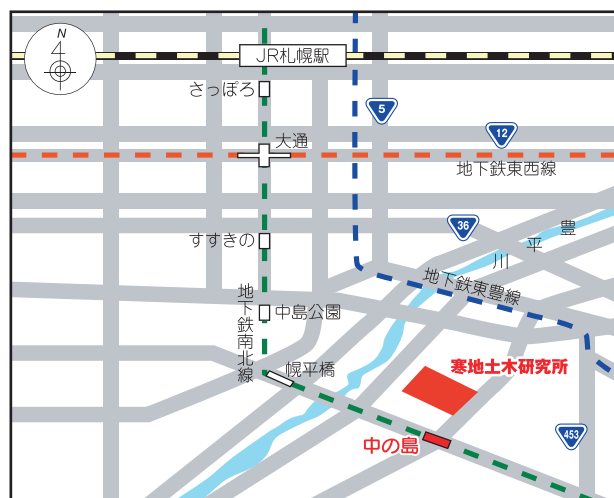 N
JR札幌駅
さっぽろ
5
12
大通
地下鉄東西線
36
豊平川
すすきの
地下鉄東豊線
地下鉄南北線
中島公園
幌平橋
寒地土木研究所
中の島
453